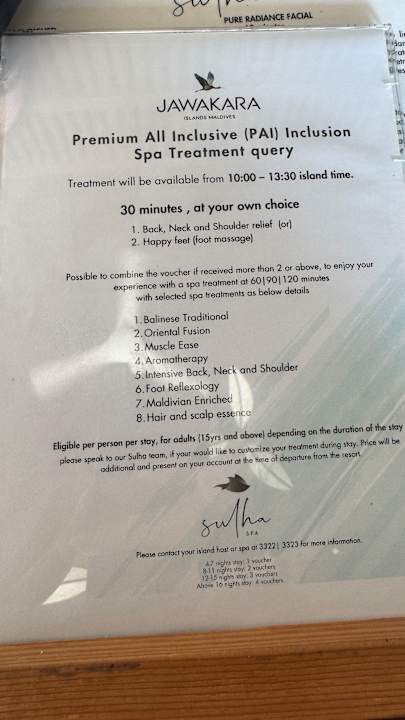 Sulha
PURE RADIANCE FACIAL
JAWAKARA
ISLANDS MALDIVES
Premium All Inclusive (PAI) Inclusion
Spa Treatment query
Treatment will be available from 10:00 – 13:30 island time.
30 minutes , at your own choice
1. Back, Neck and Shoulder relief (or)
2. Happy feet (foot massage)
Possible to combine the voucher if received more than 2 or above, to enjoy your
experience with a spa treatment at 60|90|120 minutes
with selected spa treatments as below details
1. Balinese Traditional
2. Oriental Fusion
3. Muscle Ease
4. Aromatherapy
5. Intensive Back, Neck and Shoulder
6. Foot Reflexology
7. Maldivian Enriched
8. Hair and scalp essence
Eligible per person per stay, for adults (15yrs and above) depending on the duration of the stay
please speak to our Sulha team, if your would like to customize your treatment during stay. Price will be
additional and present on your account at the time of departure from the resort.
sulha
SPA
Please contact your island host or spa at 3322| 3323 for more information.
4-7 nights stay: 1 voucher
8-11 nights stay: 2 vouchers
12-15 nights stay: 3 vouchers
Above 16 nights stay: 4 vouchers